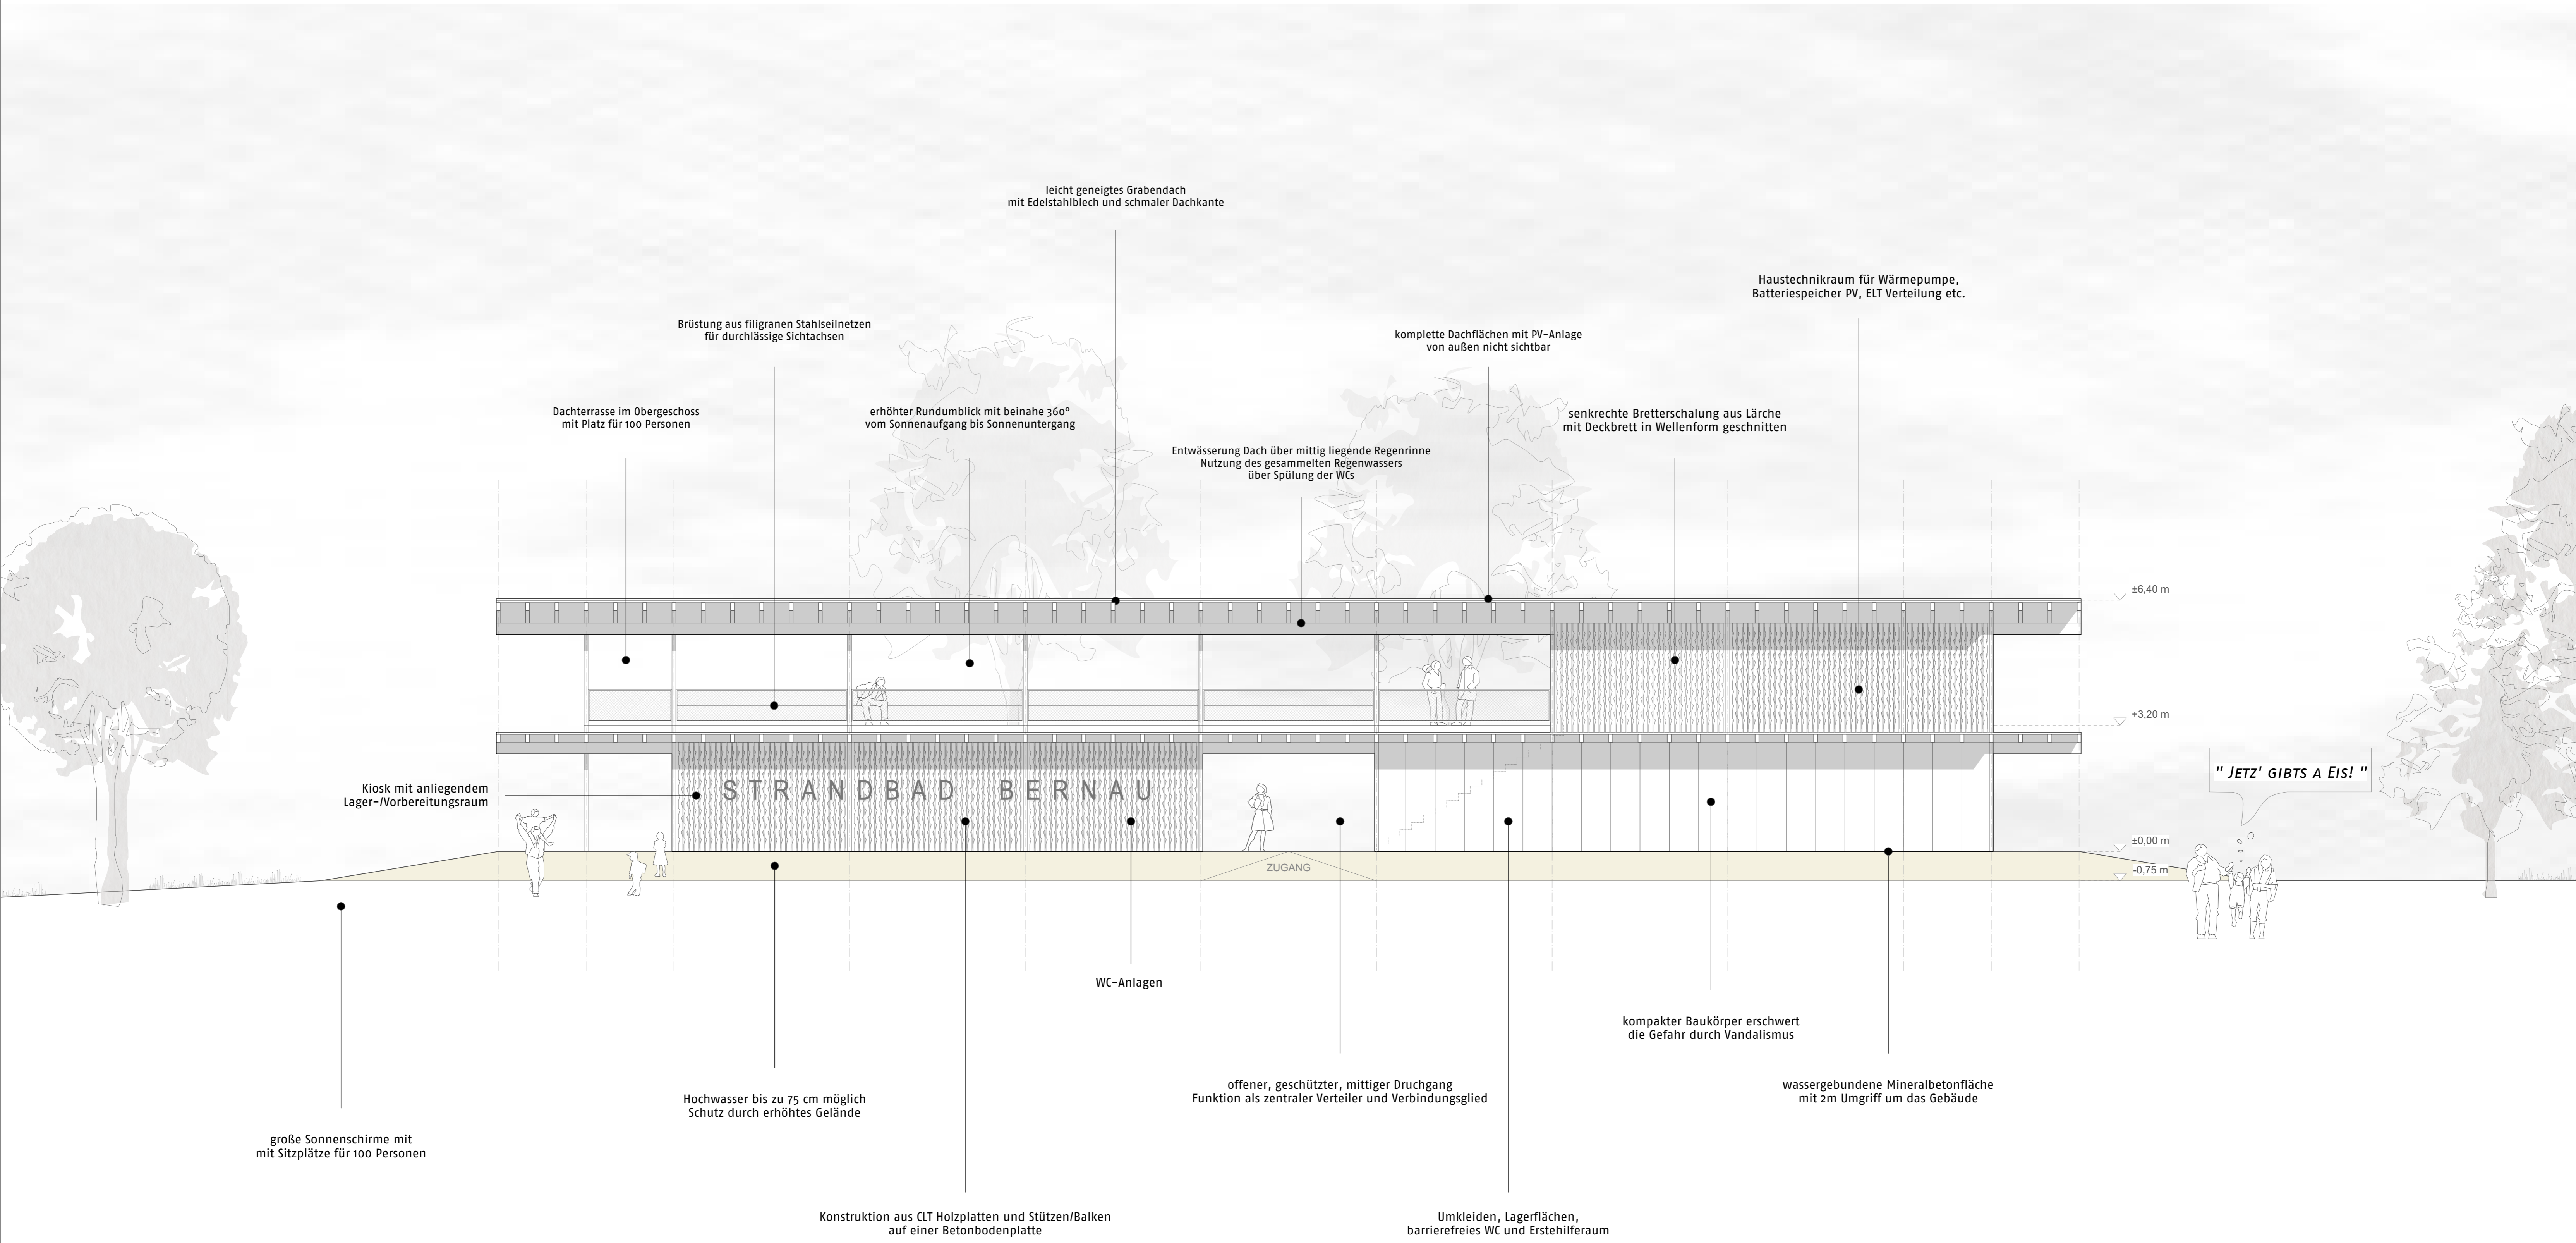 leicht geneigtes Grabendach
mit Edelstahlblech und schmaler Dachkante
Haustechnikraum für Wärmepumpe,
Batteriespeicher PV, ELT Verteilung etc.
Brüstung aus filigranen Stahlseilnetzen
für durchlässige Sichtachsen
komplette Dachflächen mit PV-Anlage
von außen nicht sichtbar
Dachterrasse im Obergeschoss
mit Platz für 100 Personen
erhöhter Rundumblick mit beinahe 360°
vom Sonnenaufgang bis Sonnenuntergang
senkrechte Bretterschalung aus Lärche
mit Deckbrett in Wellenform geschnitten
Entwässerung Dach über mittig liegende Regenrinne
Nutzung des gesammelten Regenwassers
über Spülung der WCs
±6,40 m
+3,20 m
" Jetz' gibts a Eis! "
Kiosk mit anliegendem
Lager-/Vorbereitungsraum
STRANDBAD BERNAU
±0,00 m
ZUGANG
-0,75 m
WC-Anlagen
kompakter Baukörper erschwert
die Gefahr durch Vandalismus
offener, geschützter, mittiger Druchgang
Funktion als zentraler Verteiler und Verbindungsglied
wassergebundene Mineralbetonfläche
mit 2m Umgriff um das Gebäude
Hochwasser bis zu 75 cm möglich
Schutz durch erhöhtes Gelände
große Sonnenschirme mit
mit Sitzplätze für 100 Personen
Konstruktion aus CLT Holzplatten und Stützen/Balken
auf einer Betonbodenplatte
Umkleiden, Lagerflächen,
barrierefreies WC und Erstehilferaum